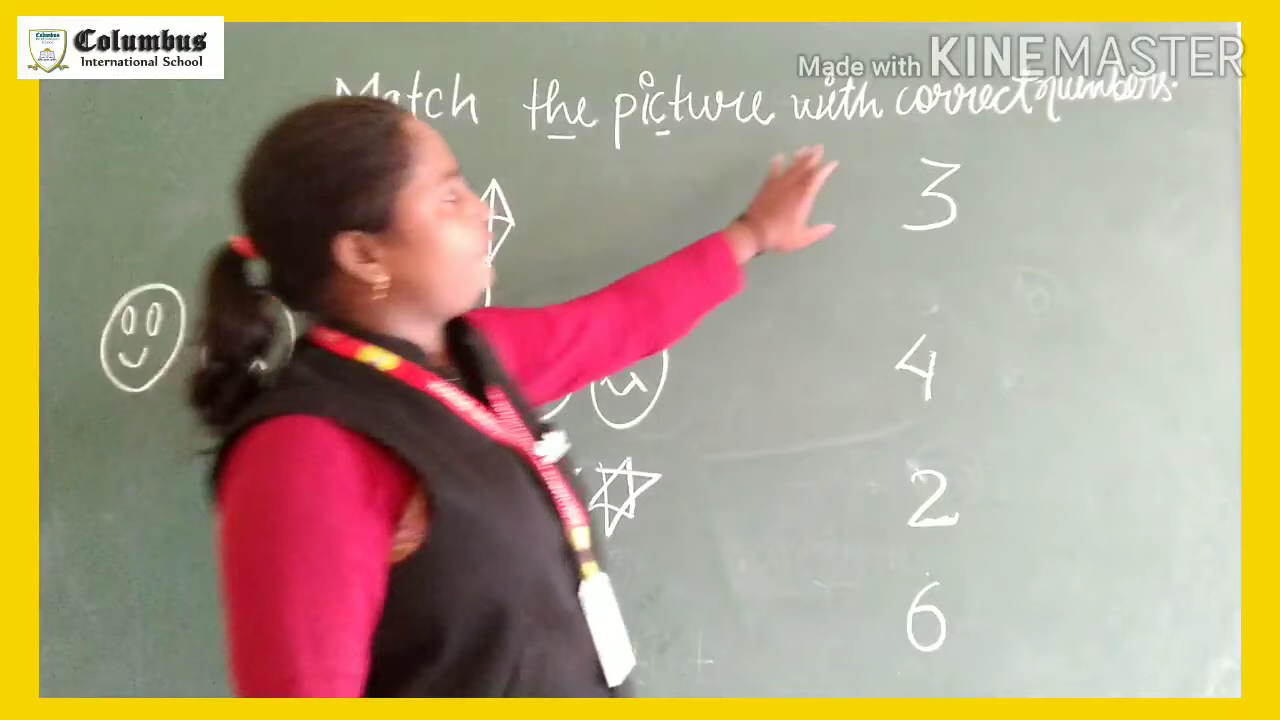 Columbus
International School
Made with KINEMASTER
Match the picture with correct numbers.
3
4
2
6